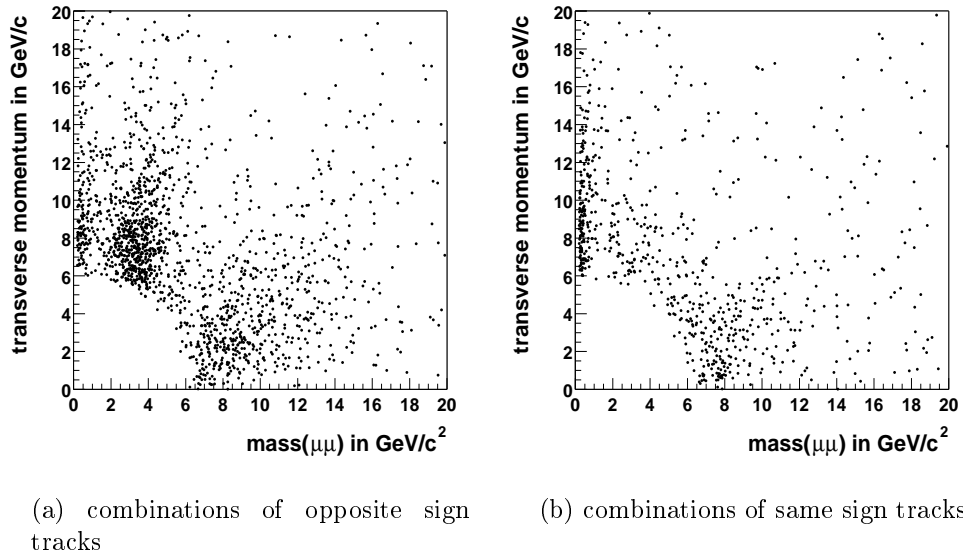 transverse momentum in GeV/c
20
18
16
14
12
10
8
6
4
2
0
0 2 4 6 8 10 12 14 16 18 20
mass(μμ) in GeV/c²
(a) combinations of opposite sign
tracks
transverse momentum in GeV/c
20
18
16
14
12
10
8
6
4
2
0
0 2 4 6 8 10 12 14 16 18 20
mass(μμ) in GeV/c²
(b) combinations of same sign tracks